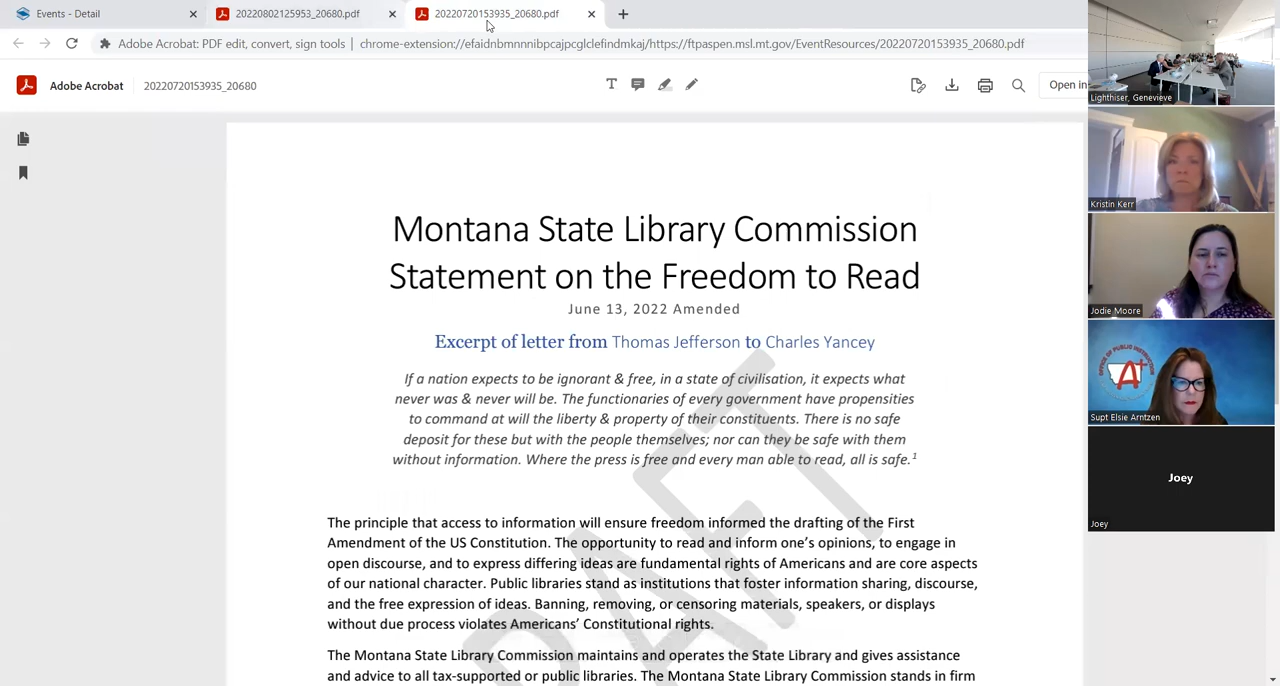 Events - Detail
20220802125953_20680.pdf
20220720153935_20680.pdf
Adobe Acrobat: PDF edit, convert, sign tools | chrome-extension://efaidnbmnnnibpcajpcglclefindmkaj/https://ftpaspen.msl.mt.gov/EventResources/20220720153935_20680.pdf
Adobe Acrobat 20220720153935_20680
Open in
Montana State Library Commission
Statement on the Freedom to Read
June 13, 2022 Amended
Excerpt of letter from Thomas Jefferson to Charles Yancey
If a nation expects to be ignorant & free, in a state of civilisation, it expects what
never was & never will be. The functionaries of every government have propensities
to command at will the liberty & property of their constituents. There is no safe
deposit for these but with the people themselves; nor can they be safe with them
without information. Where the press is free and every man able to read, all is safe.¹
The principle that access to information will ensure freedom informed the drafting of the First
Amendment of the US Constitution. The opportunity to read and inform one's opinions, to engage in
open discourse, and to express differing ideas are fundamental rights of Americans and are core aspects
of our national character. Public libraries stand as institutions that foster information sharing, discourse,
and the free expression of ideas. Banning, removing, or censoring materials, speakers, or displays
without due process violates Americans' Constitutional rights.
The Montana State Library Commission maintains and operates the State Library and gives assistance
and advice to all tax-supported or public libraries. The Montana State Library Commission stands in firm
RAFT
Lighthiser, Genevieve
Kristin Kerr
Jodie Moore
OFFICE OF PUBLIC INSTRUCTION
A+
Supt Elsie Arntzen
Joey
Joey